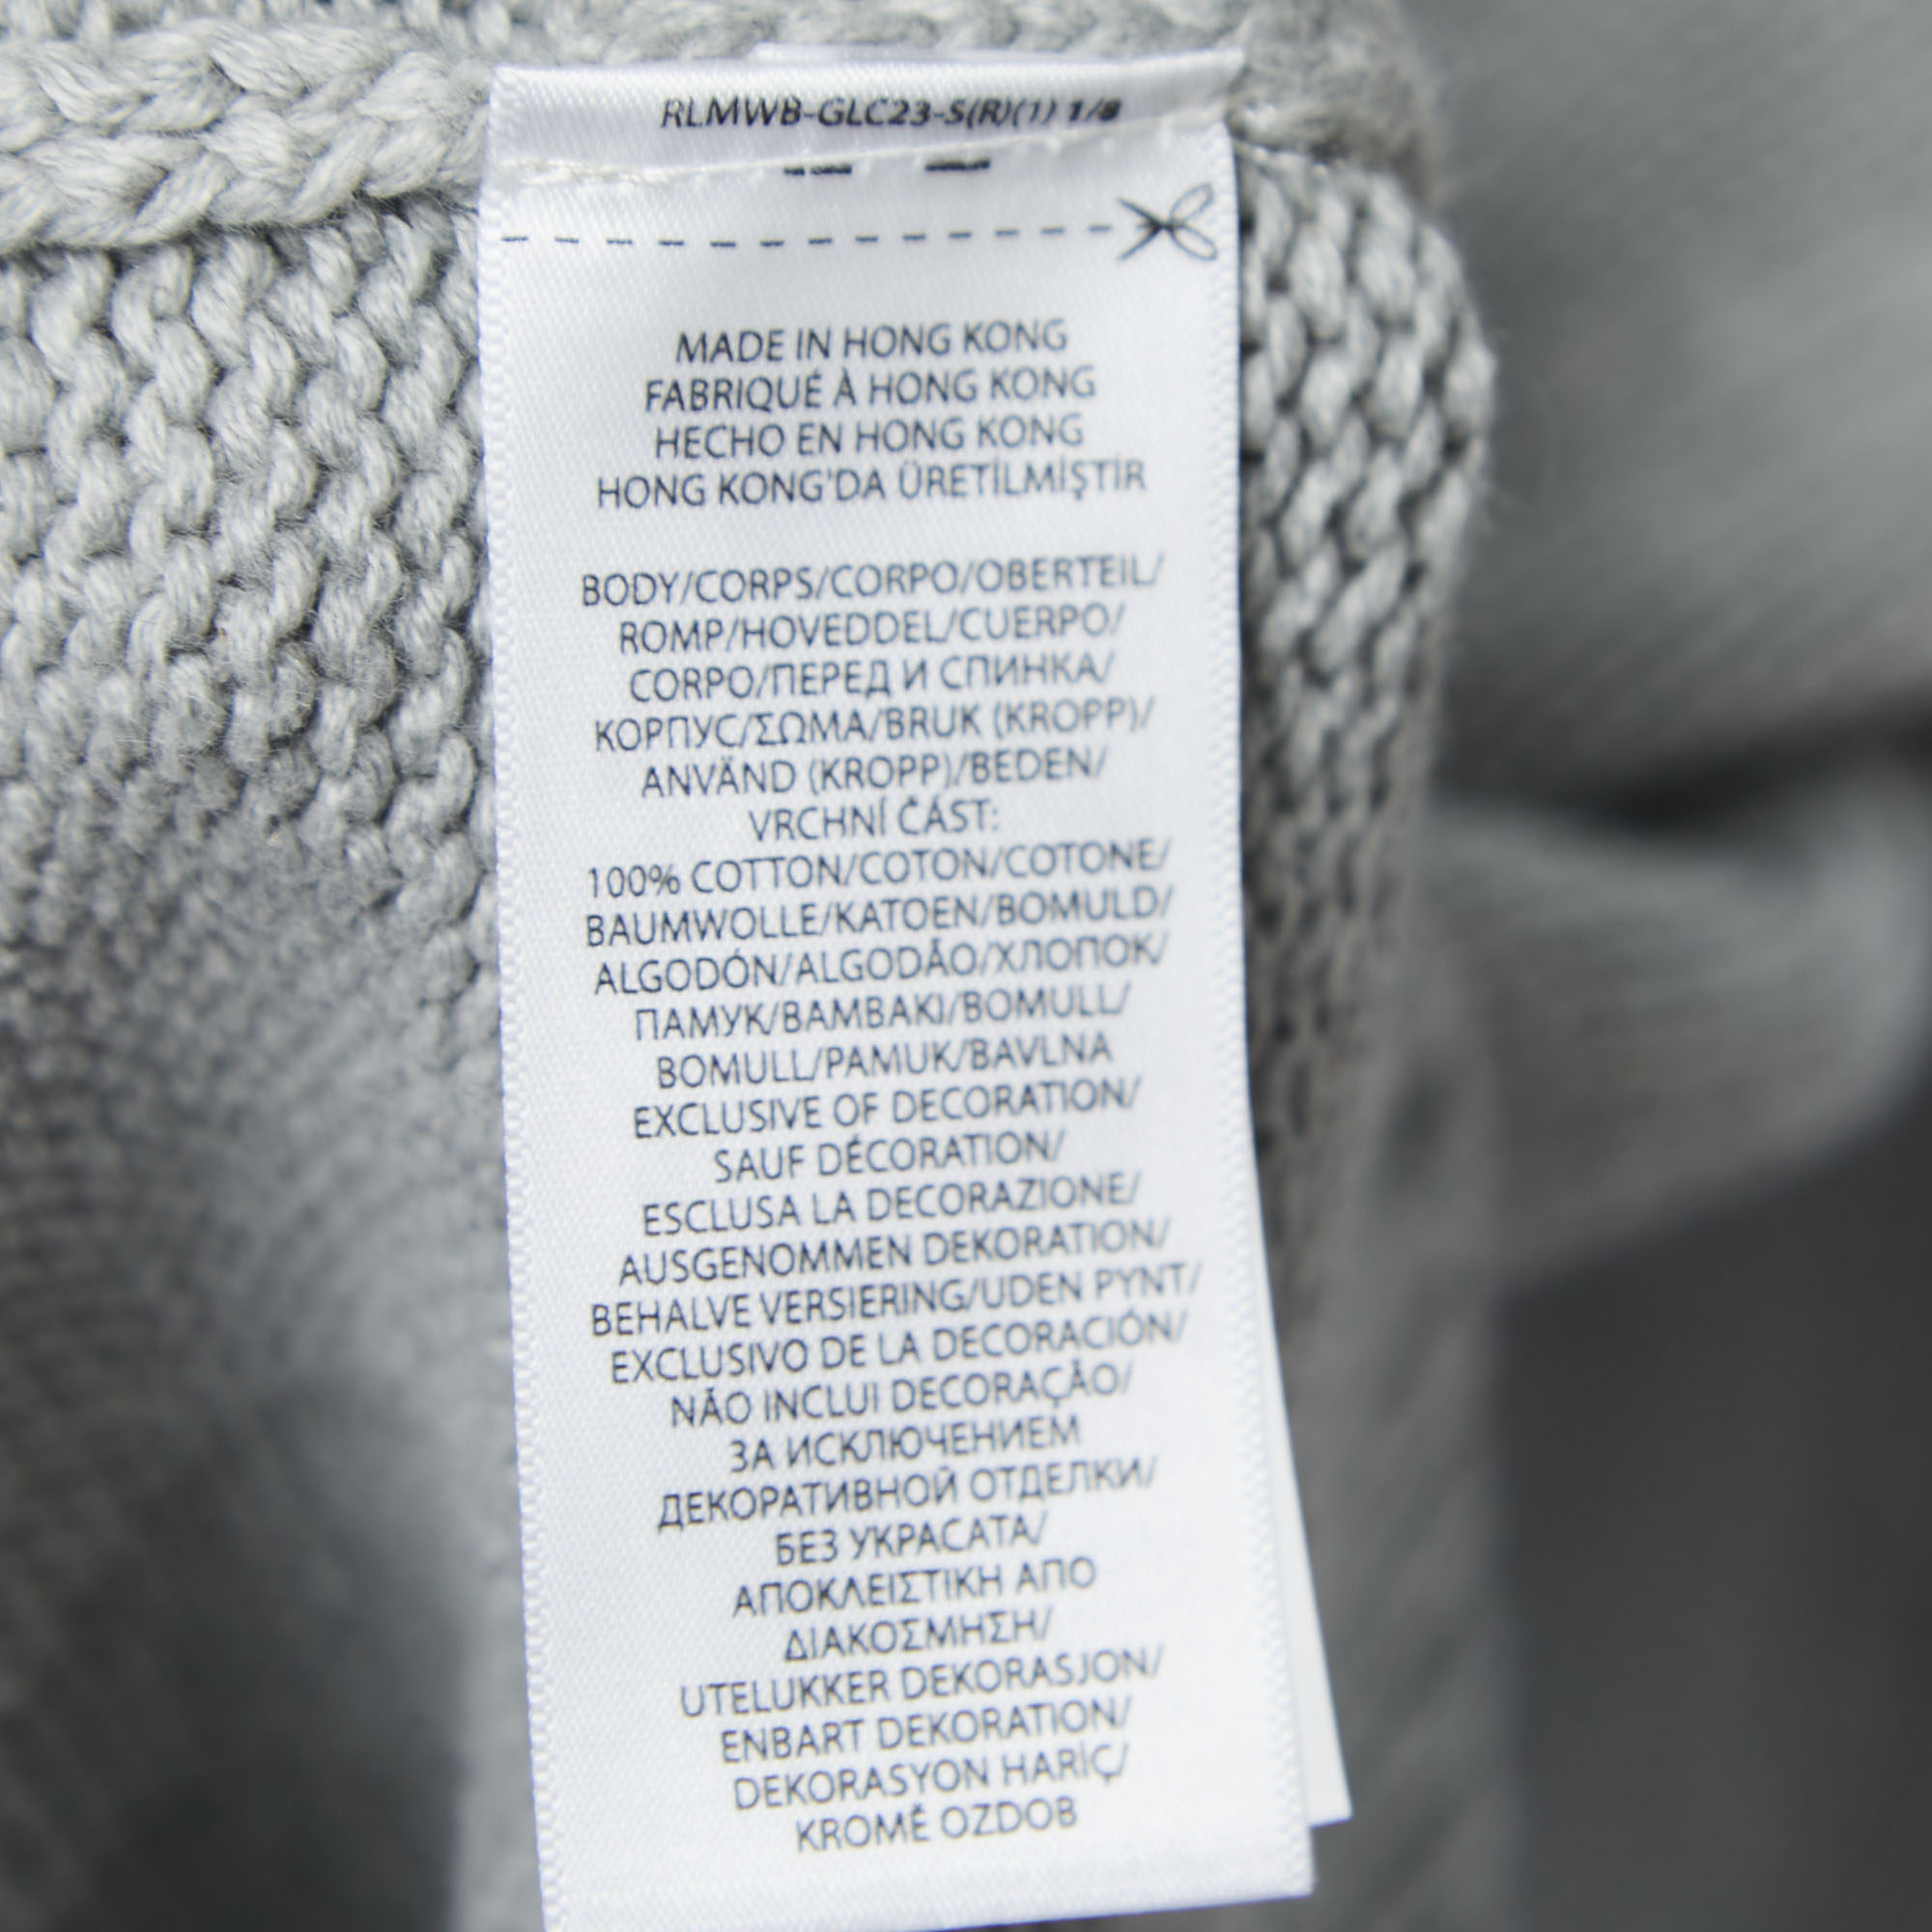 RLMWB-GLC23-S(R)(1) 1/8
MADE IN HONG KONG
FABRIQUÉ À HONG KONG
HECHO EN HONG KONG
HONG KONG'DA ÜRETİLMİŞTİR
BODY/CORPS/CORPO/OBERTEIL/
ROMP/HOVEDDEL/CUERPO/
CORPO/ПЕРЕД И СПИНКА/
КОРПУС/ΣΩΜΑ/BRUK (KROPP)/
ANVÄND (KROPP)/BEDEN/
VRCHNÍ ČÁST:
100% COTTON/COTON/COTONE/
BAUMWOLLE/KATOEN/BOMULD/
ALGODÓN/ALGODÃO/ХЛОПОК/
ПАМУК/ΒΑΜΒΑΚΙ/BOMULL/
BOMULL/PAMUK/BAVLNA
EXCLUSIVE OF DECORATION/
SAUF DÉCORATION/
ESCLUSA LA DECORAZIONE/
AUSGENOMMEN DEKORATION/
BEHALVE VERSIERING/UDEN PYNT/
EXCLUSIVO DE LA DECORACIÓN/
NÃO INCLUI DECORAÇÃO/
ЗА ИСКЛЮЧЕНИЕМ
ДЕКОРАТИВНОЙ ОТДЕЛКИ/
БЕЗ УКРАСАТА/
ΑΠΟΚΛΕΙΣΤΙΚΗ ΑΠΟ
ΔΙΑΚΟΣΜΗΣΗ/
UTELUKKER DEKORASJON/
ENBART DEKORATION/
DEKORASYON HARİÇ/
KROMĚ OZDOB